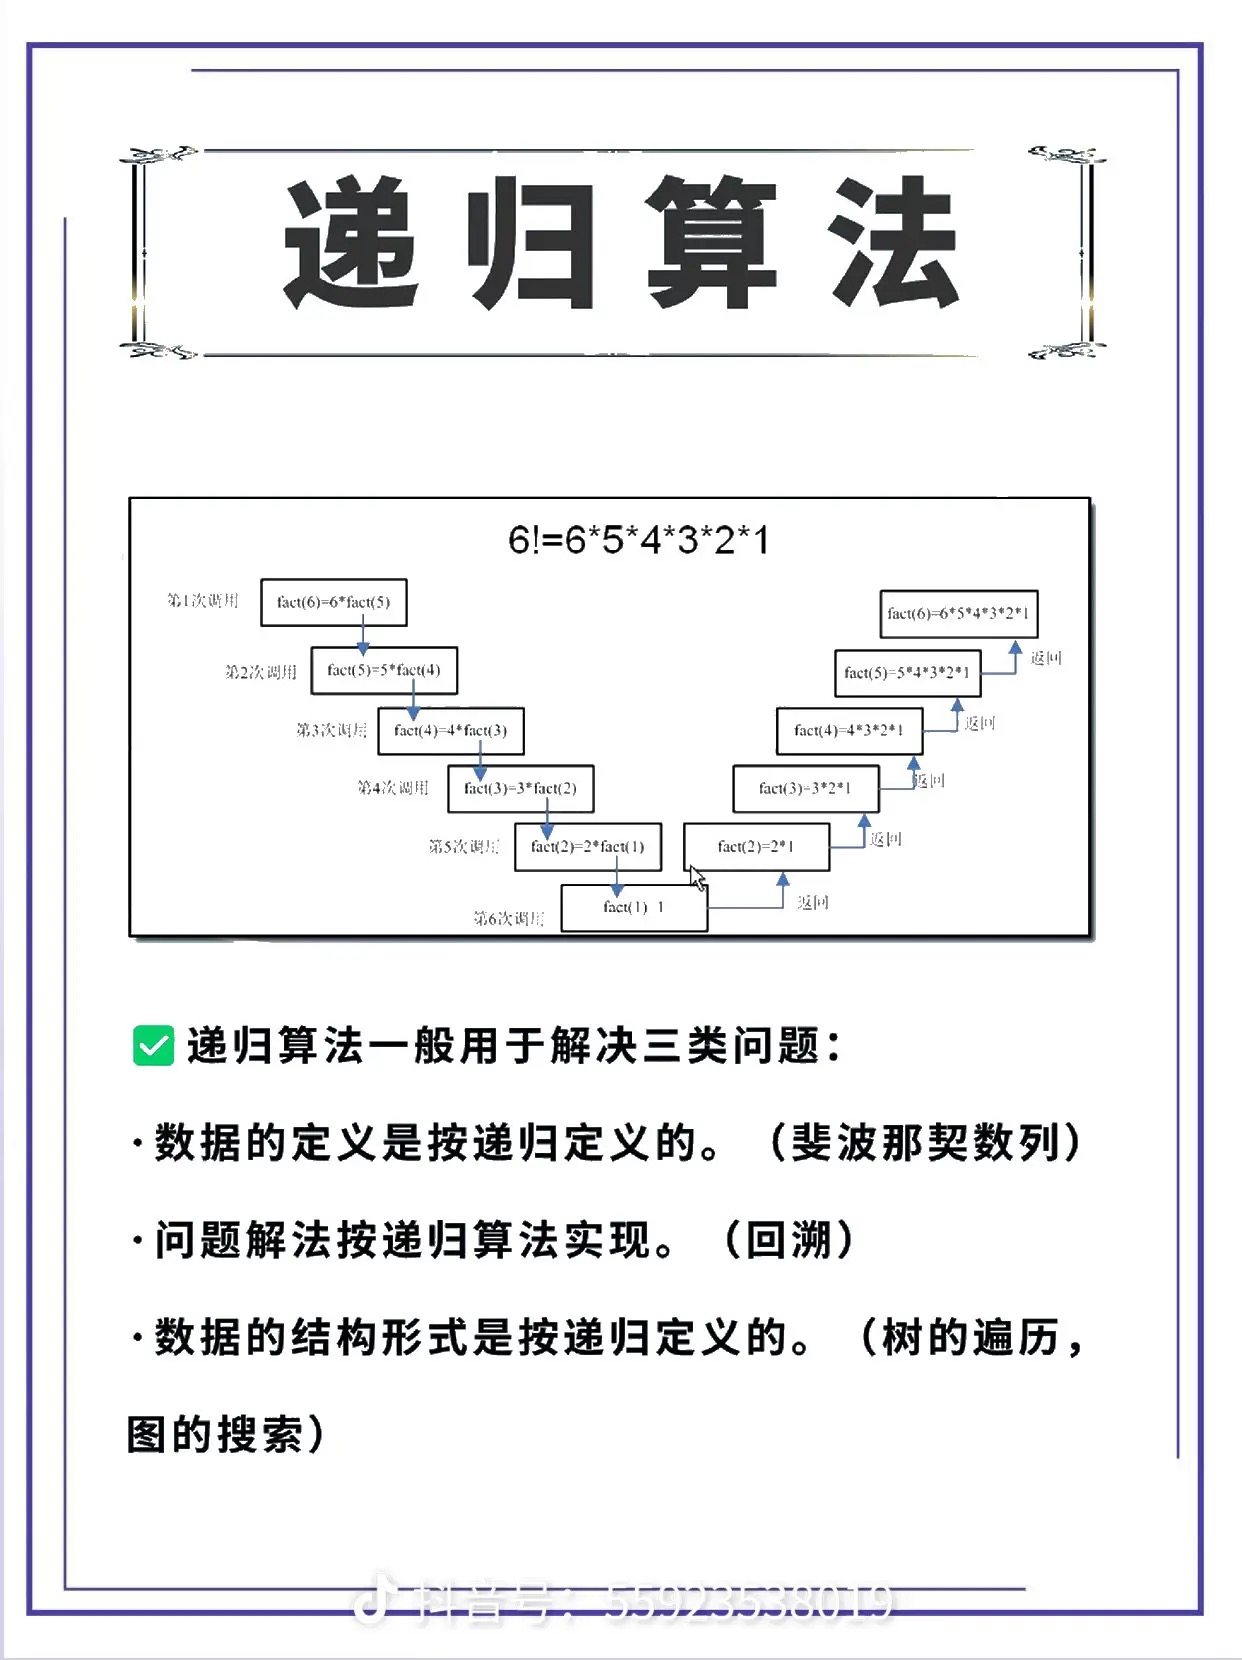 递归算法
6!=6*5*4*3*2*1
第1次调用
fact(6)=6*fact(5)
第2次调用
fact(5)=5*fact(4)
第3次调用
fact(4)=4*fact(3)
第4次调用
fact(3)=3*fact(2)
第5次调用
fact(2)=2*fact(1)
第6次调用
fact(1) 1
返回
fact(2)=2*1
返回
fact(3)=3*2*1
返回
fact(4)=4*3*2*1
返回
fact(5)=5*4*3*2*1
返回
fact(6)=6*5*4*3*2*1
✅递归算法一般用于解决三类问题：
·数据的定义是按递归定义的。（斐波那契数列）
·问题解法按递归算法实现。（回溯）
·数据的结构形式是按递归定义的。（树的遍历，
图的搜索）
抖音号：55923538019